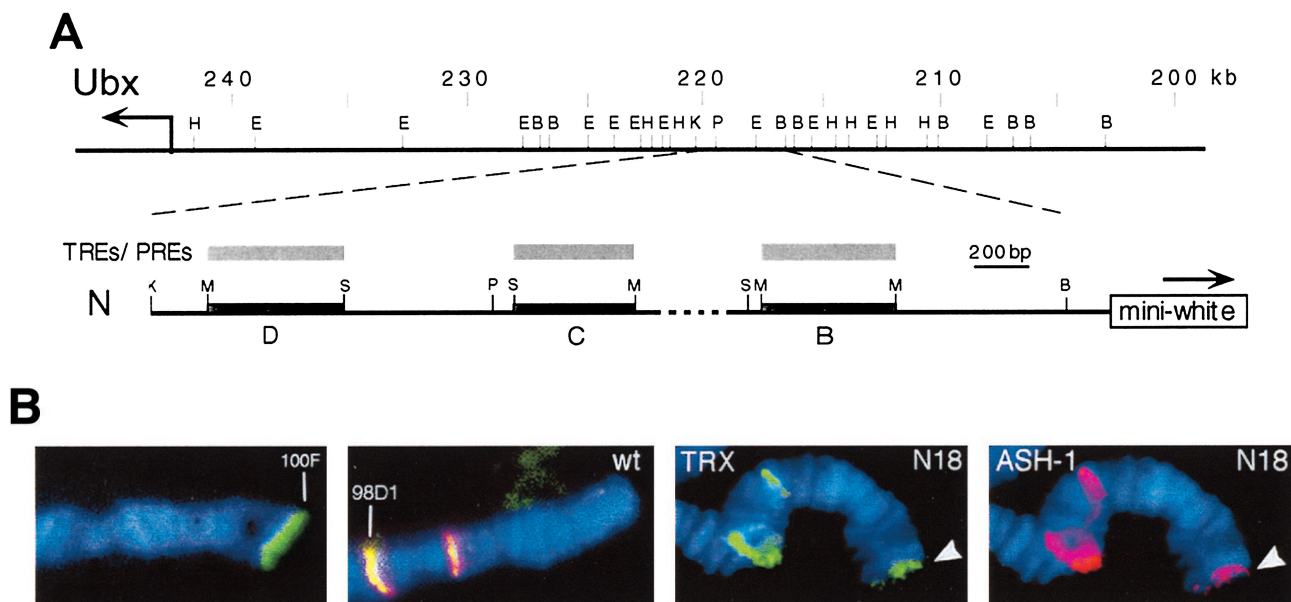 A
Ubx
240 230 220 210 200 kb
H E E E B B E E E H E H K P E B B E H H E H H B E B B B
TREs/ PREs
200 bp
K M S P S M S M M B
N
mini-white
D C B
B
100F
98D1
wt
TRX
N18
ASH-1
N18